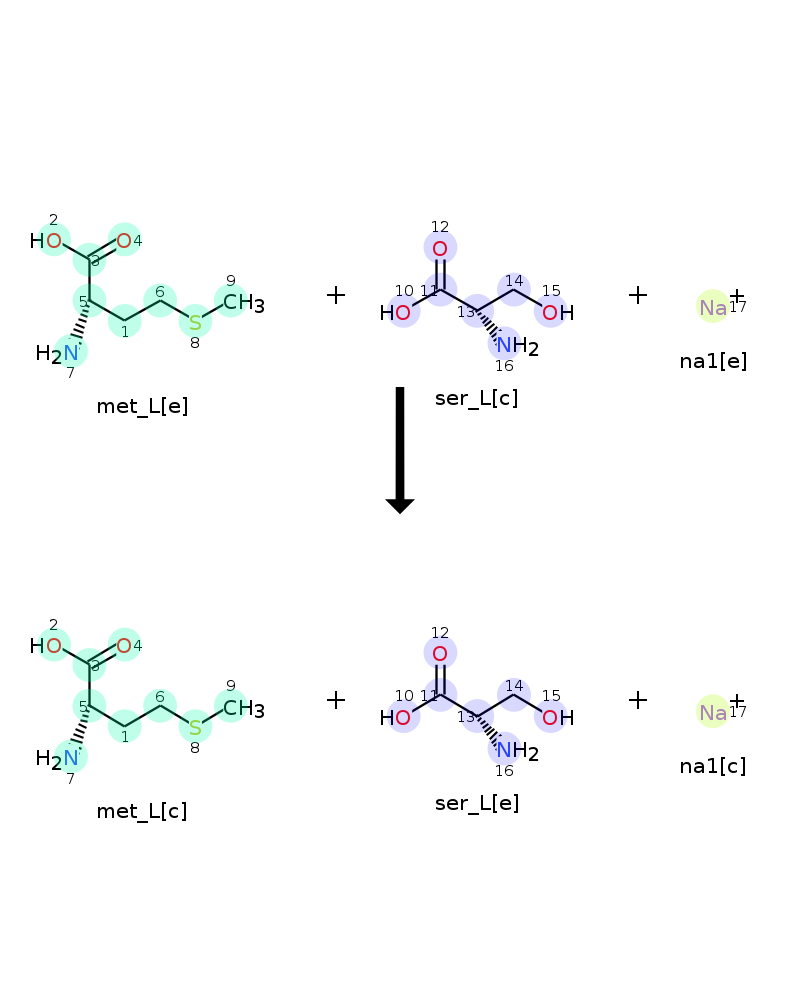 2 12
HO O 4 O
3 9 10 11 14 15
5 6 CH3 + HO 13 OH + Na+ 17
1 S NH2
H2N 8 16
7
met_L[e] ser_L[c] na1[e]
2 12
HO O 4 O
3 9 10 11 14 15
5 6 CH3 + HO 13 OH + Na+ 17
1 S NH2
H2N 8 16
7
met_L[c] ser_L[e] na1[c]